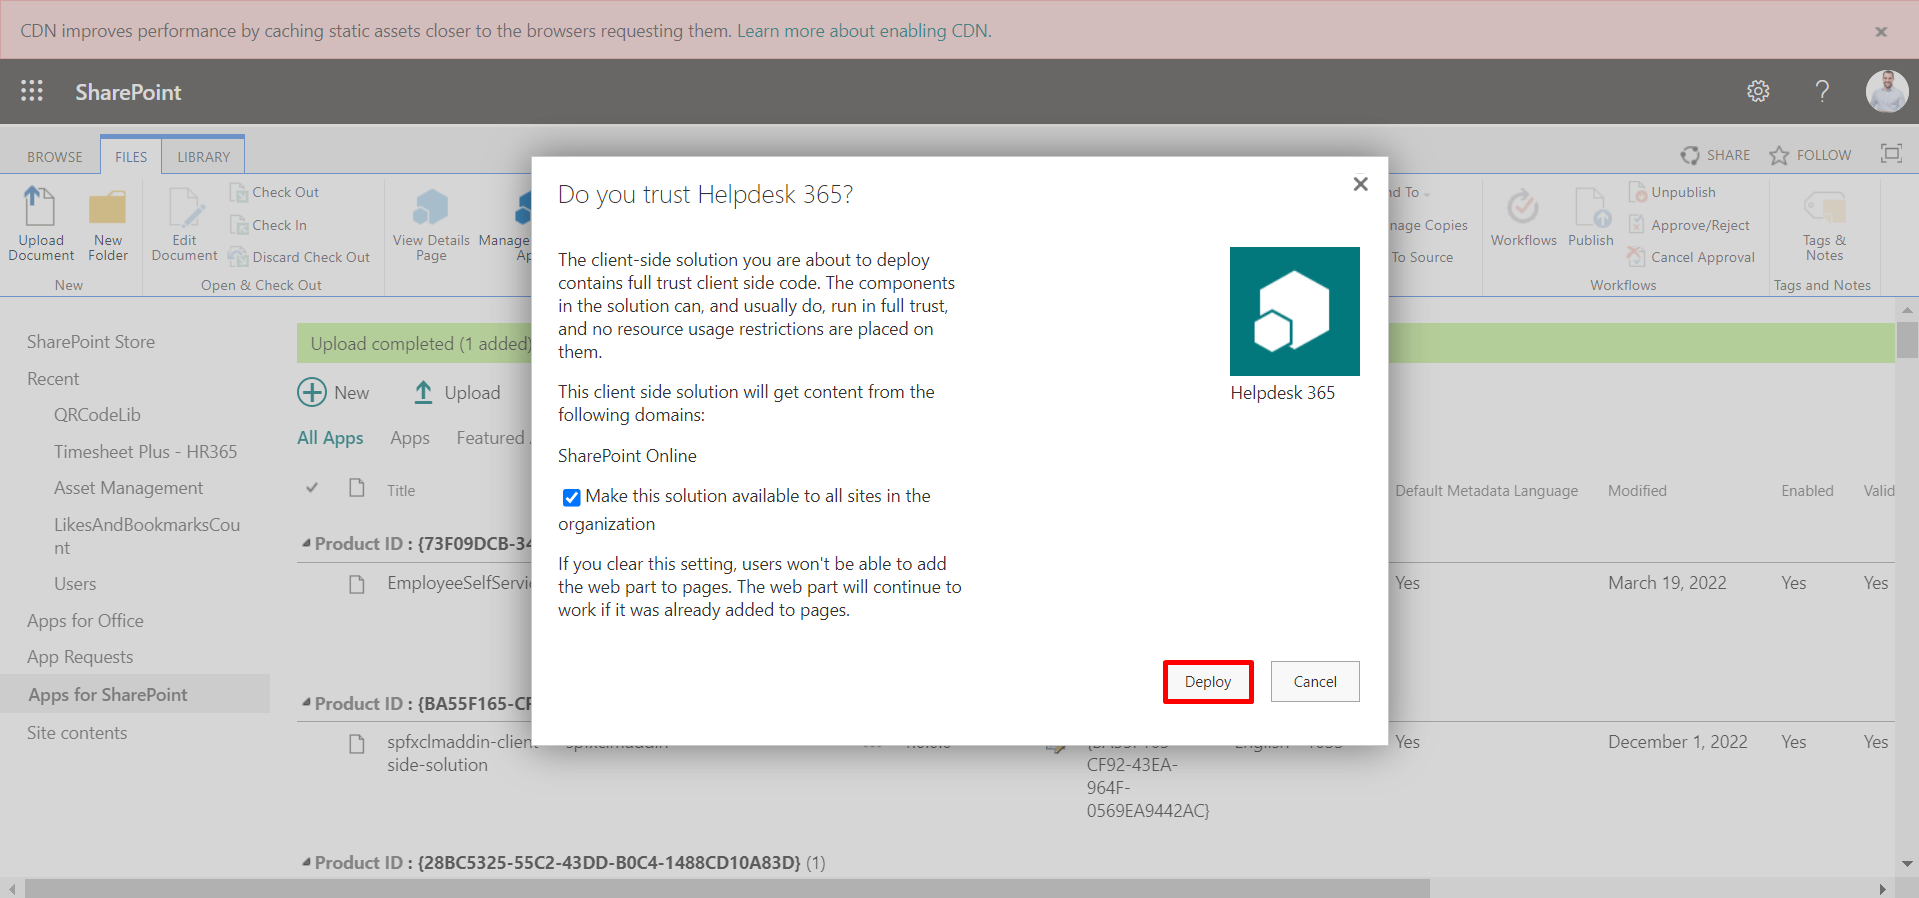 CDN improves performance by caching static assets closer to the browsers requesting them. Learn more about enabling CDN.
SharePoint
BROWSE FILES LIBRARY
SHARE FOLLOW
Upload Document
New Folder
New
Edit Document
Check Out
Check In
Discard Check Out
Open & Check Out
View Details Page
Manage
To
Copies
To Source
Workflows
Publish
Unpublish
Approve/Reject
Cancel Approval
Workflows
Tags & Notes
Tags and Notes
SharePoint Store
Recent
QRCodeLib
Timesheet Plus - HR365
Asset Management
LikesAndBookmarksCou
nt
Users
Apps for Office
App Requests
Apps for SharePoint
Site contents
Upload completed (1 added)
New Upload
All Apps Apps Featured
Title
Default Metadata Language Modified Enabled Valid
Product ID : {73F09DCB-34
EmployeeSelfServi
Yes March 19, 2022 Yes Yes
Product ID : {BA55F165-CF
spfxclmaddin-client-
side-solution
CF92-43EA-
964F-
0569EA9442AC}
Yes December 1, 2022 Yes Yes
Product ID : {28BC5325-55C2-43DD-B0C4-1488CD10A83D} (1)
Do you trust Helpdesk 365?
The client-side solution you are about to deploy
contains full trust client side code. The components
in the solution can, and usually do, run in full trust,
and no resource usage restrictions are placed on
them.
This client side solution will get content from the
following domains:
SharePoint Online
Make this solution available to all sites in the
organization
If you clear this setting, users won't be able to add
the web part to pages. The web part will continue to
work if it was already added to pages.
Helpdesk 365
Deploy Cancel